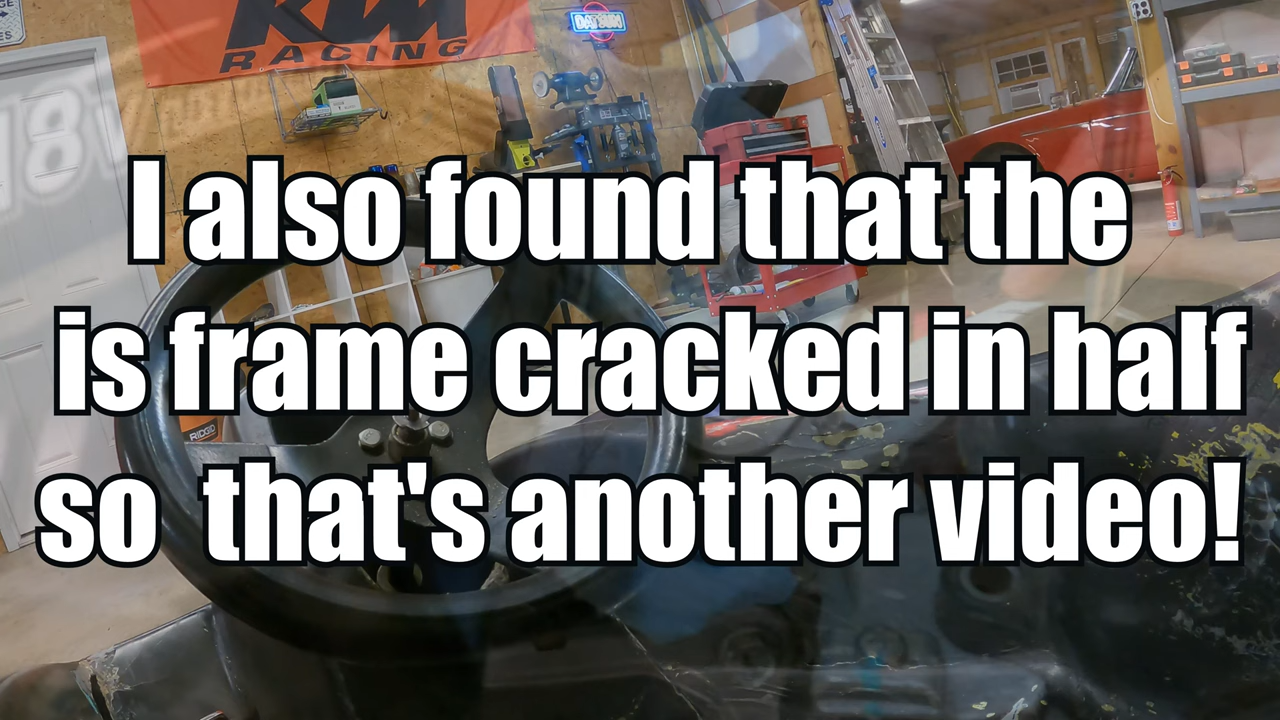 KTM
RACING
DATSUN
I also found that the
is frame cracked in half
so  that's another video!
RIDGID